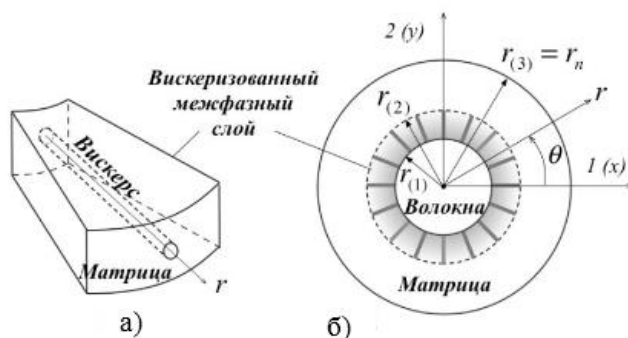 2 (y)
r(3) = rn
Вискеризованный
межфазный
слой
r(2)
r
Вискерс
r(1)
θ
1 (x)
Волокна
Матрица
r
Матрица
а)
б)